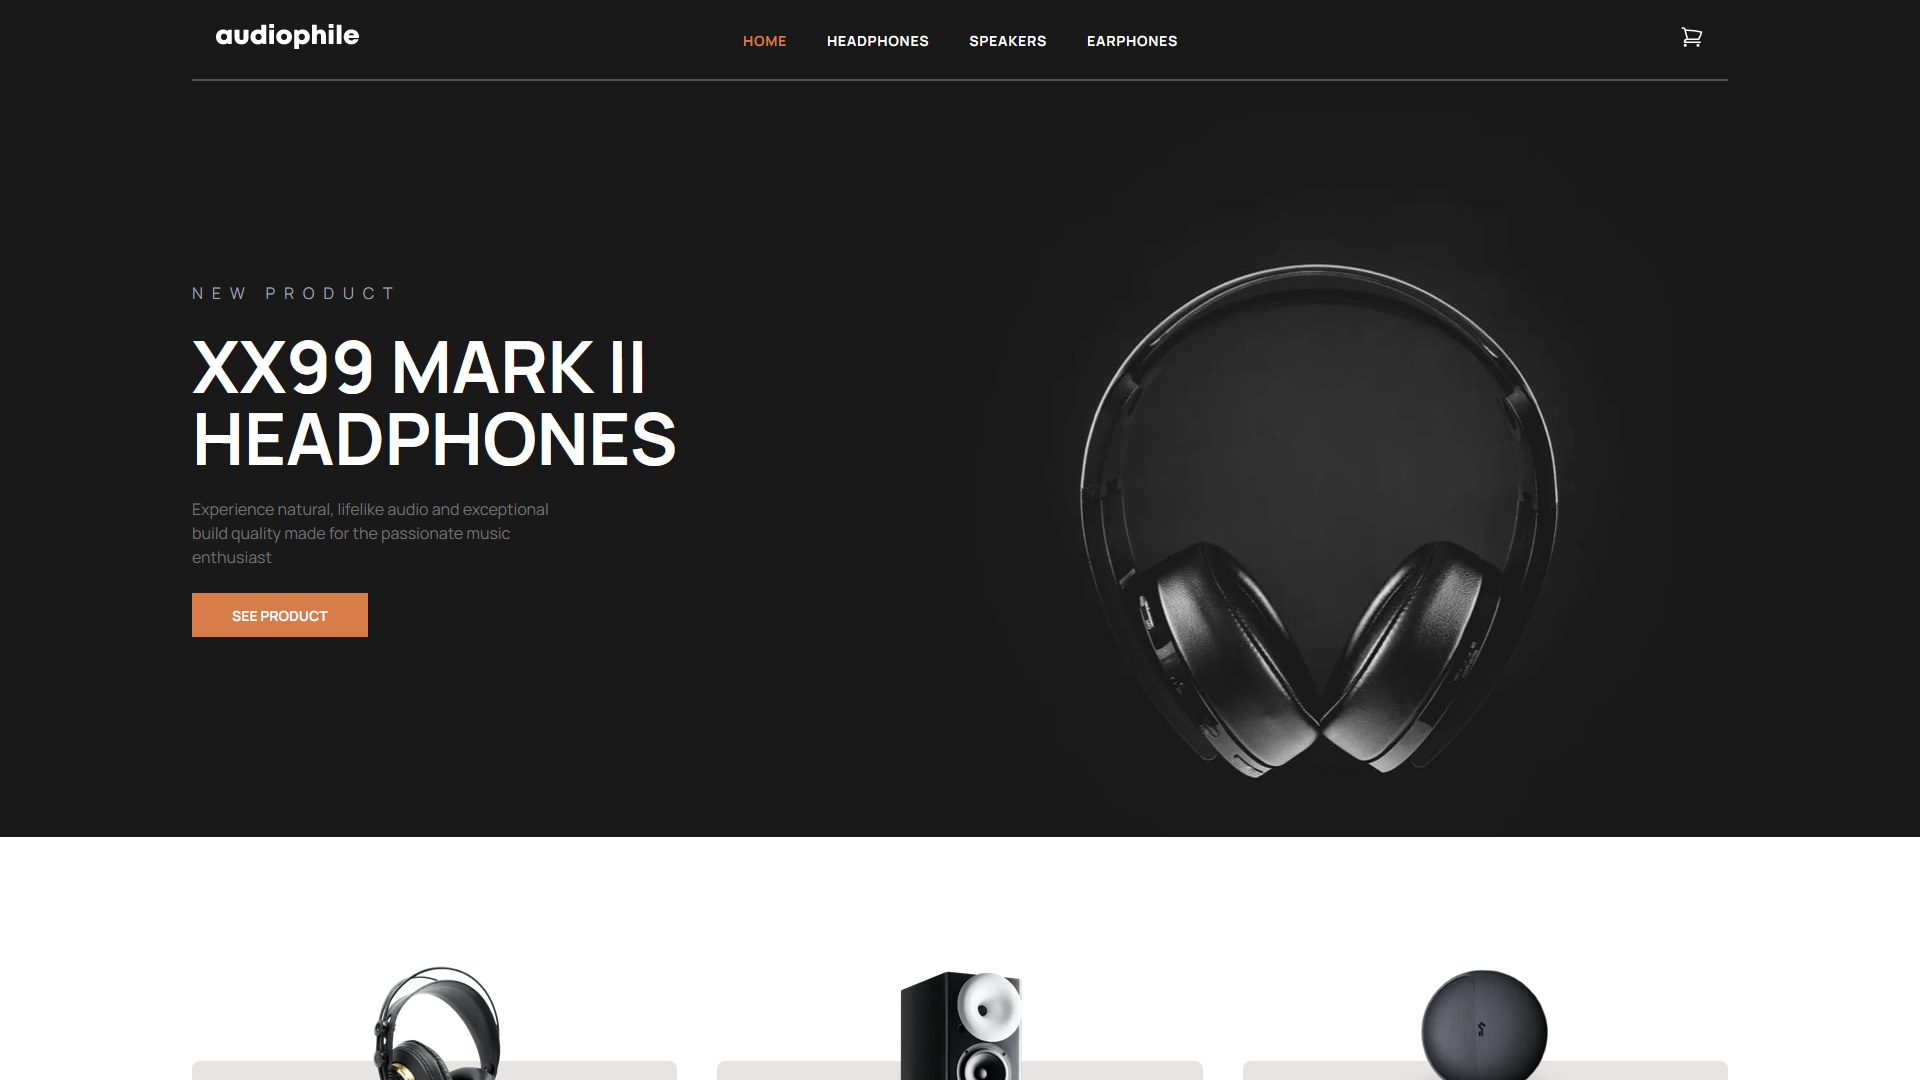 audiophile
HOME
HEADPHONES
SPEAKERS
EARPHONES
NEW PRODUCT
XX99 MARK II
HEADPHONES
Experience natural, lifelike audio and exceptional
build quality made for the passionate music
enthusiast
SEE PRODUCT